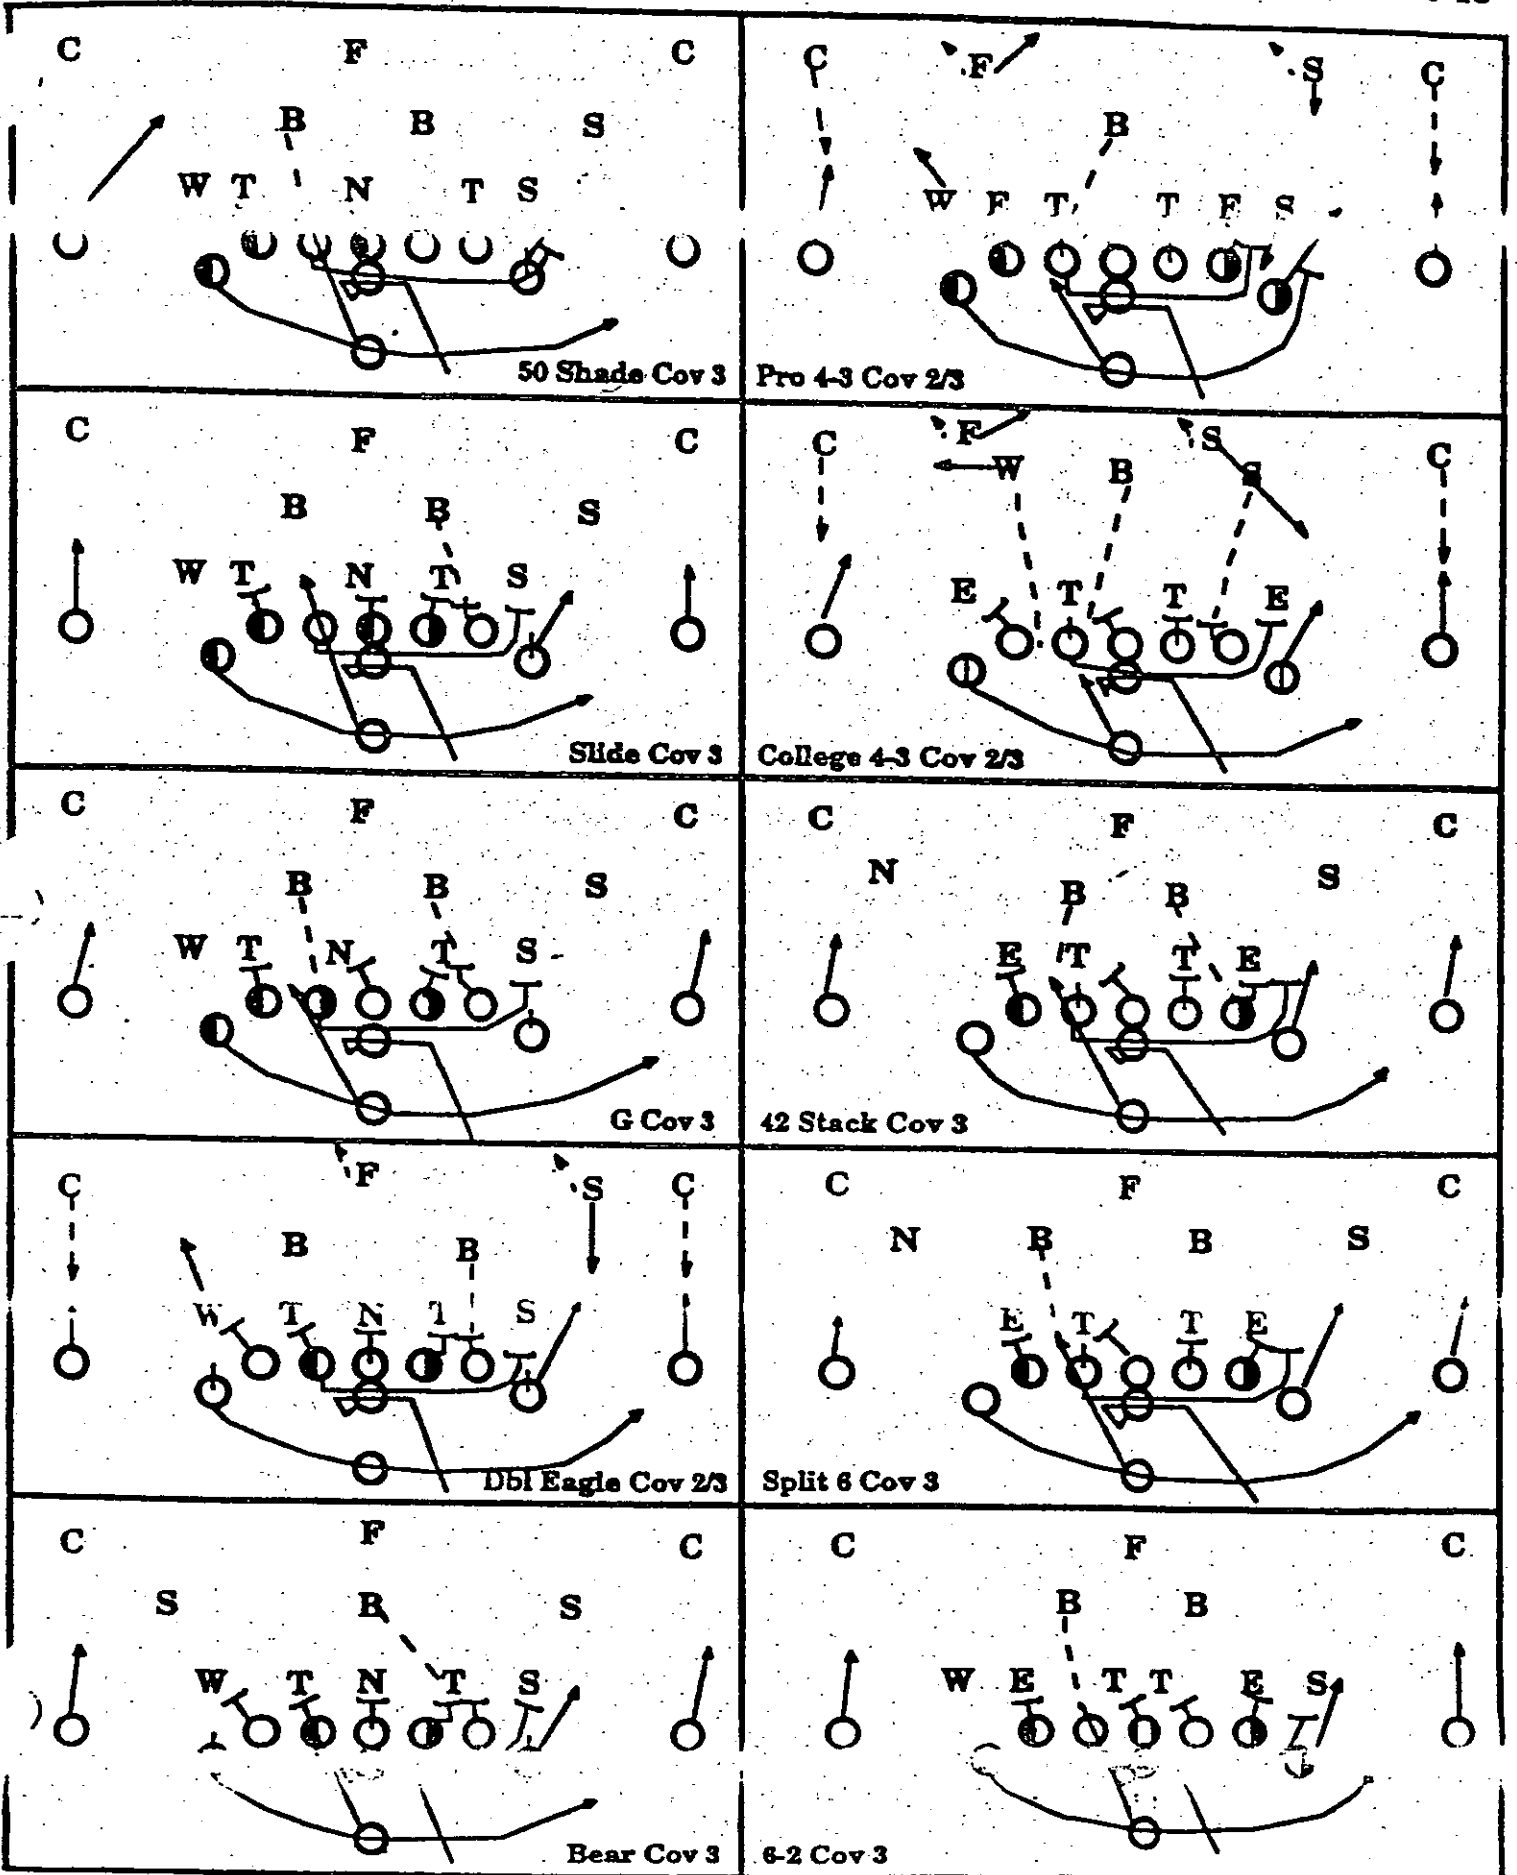 C F C
B B S
W T N T S
50 Shade Cov 3
C F S C
B
W F T T F S
Pro 4-3 Cov 2/3
C F C
B B S
W T N T S
Slide Cov 3
C F S C
W B S
E T T E
College 4-3 Cov 2/3
C F C
B B S
W T N T S
G Cov 3
C F C
N B B S
E T T E
42 Stack Cov 3
C F S C
B B
W T N T S
Dbl Eagle Cov 2/3
C F C
N B B S
E T T E
Split 6 Cov 3
C F C
S B S
W T N T S
Bear Cov 3
C F C
B B
W E T T E S
6-2 Cov 3